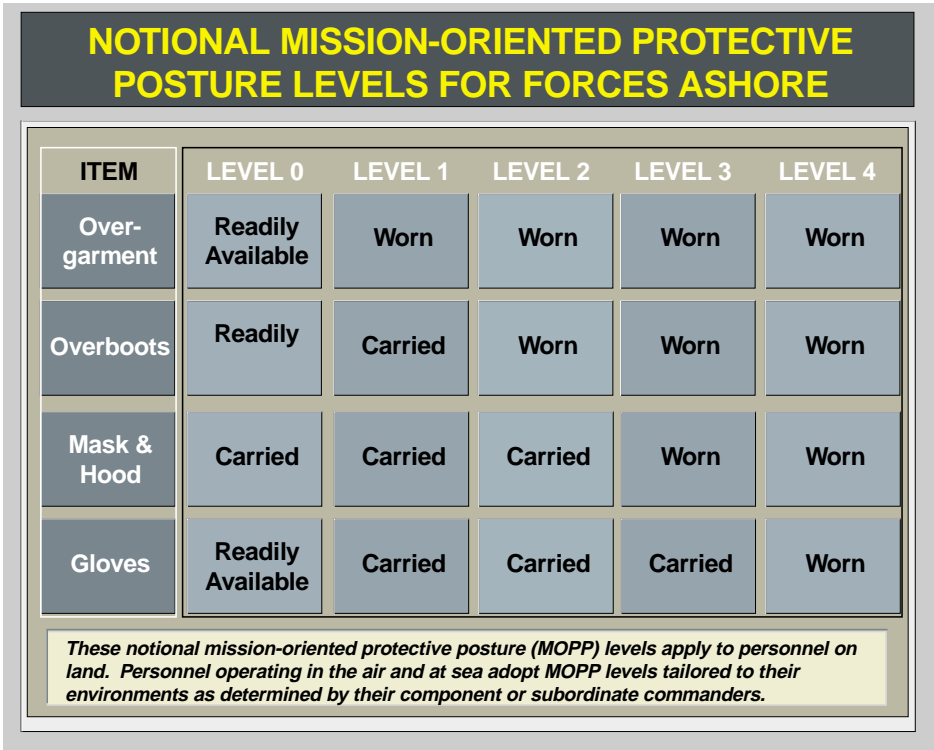 NOTIONAL MISSION-ORIENTED PROTECTIVE
POSTURE LEVELS FOR FORCES ASHORE
ITEM LEVEL 0 LEVEL 1 LEVEL 2 LEVEL 3 LEVEL 4
Over-
garment
Readily
Available
Worn Worn Worn Worn
Overboots
Readily
Carried Worn Worn Worn
Mask &
Hood
Carried Carried Carried Worn Worn
Gloves
Readily
Available
Carried Carried Carried Worn
These notional mission-oriented protective posture (MOPP) levels apply to personnel on
land. Personnel operating in the air and at sea adopt MOPP levels tailored to their
environments as determined by their component or subordinate commanders.